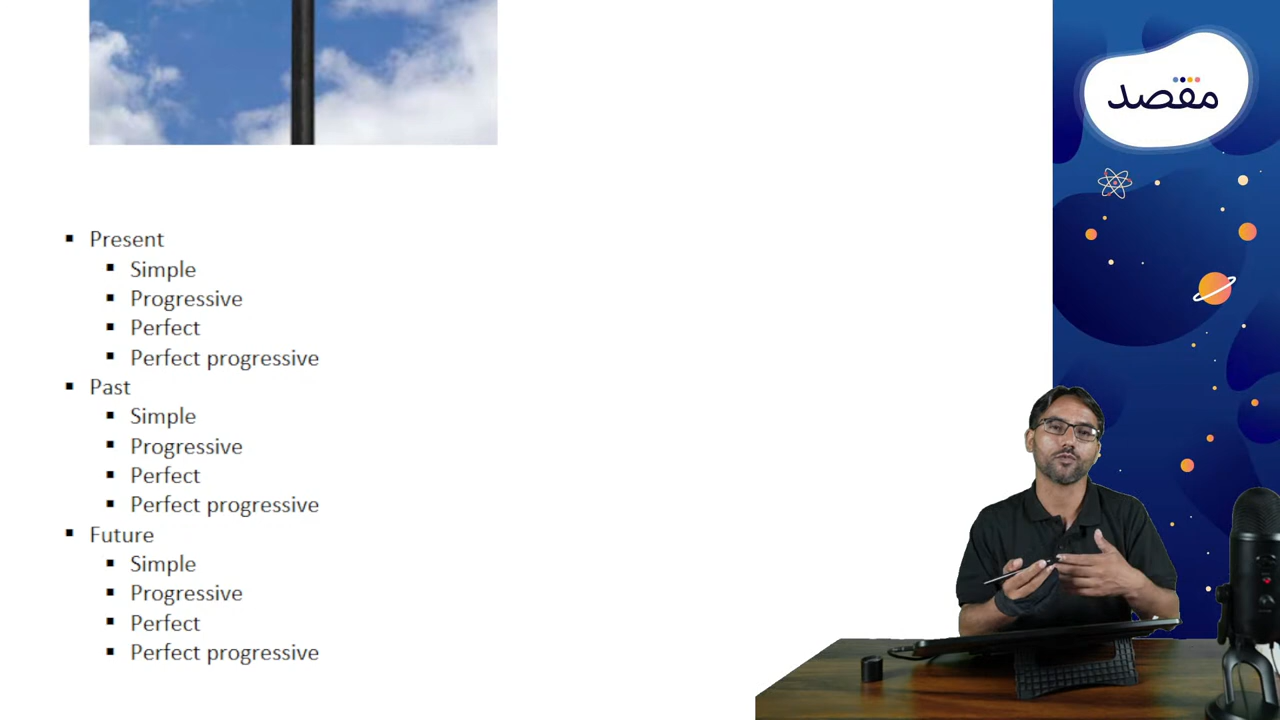 مقصد
Present
Simple
Progressive
Perfect
Perfect progressive
Past
Simple
Progressive
Perfect
Perfect progressive
Future
Simple
Progressive
Perfect
Perfect progressive